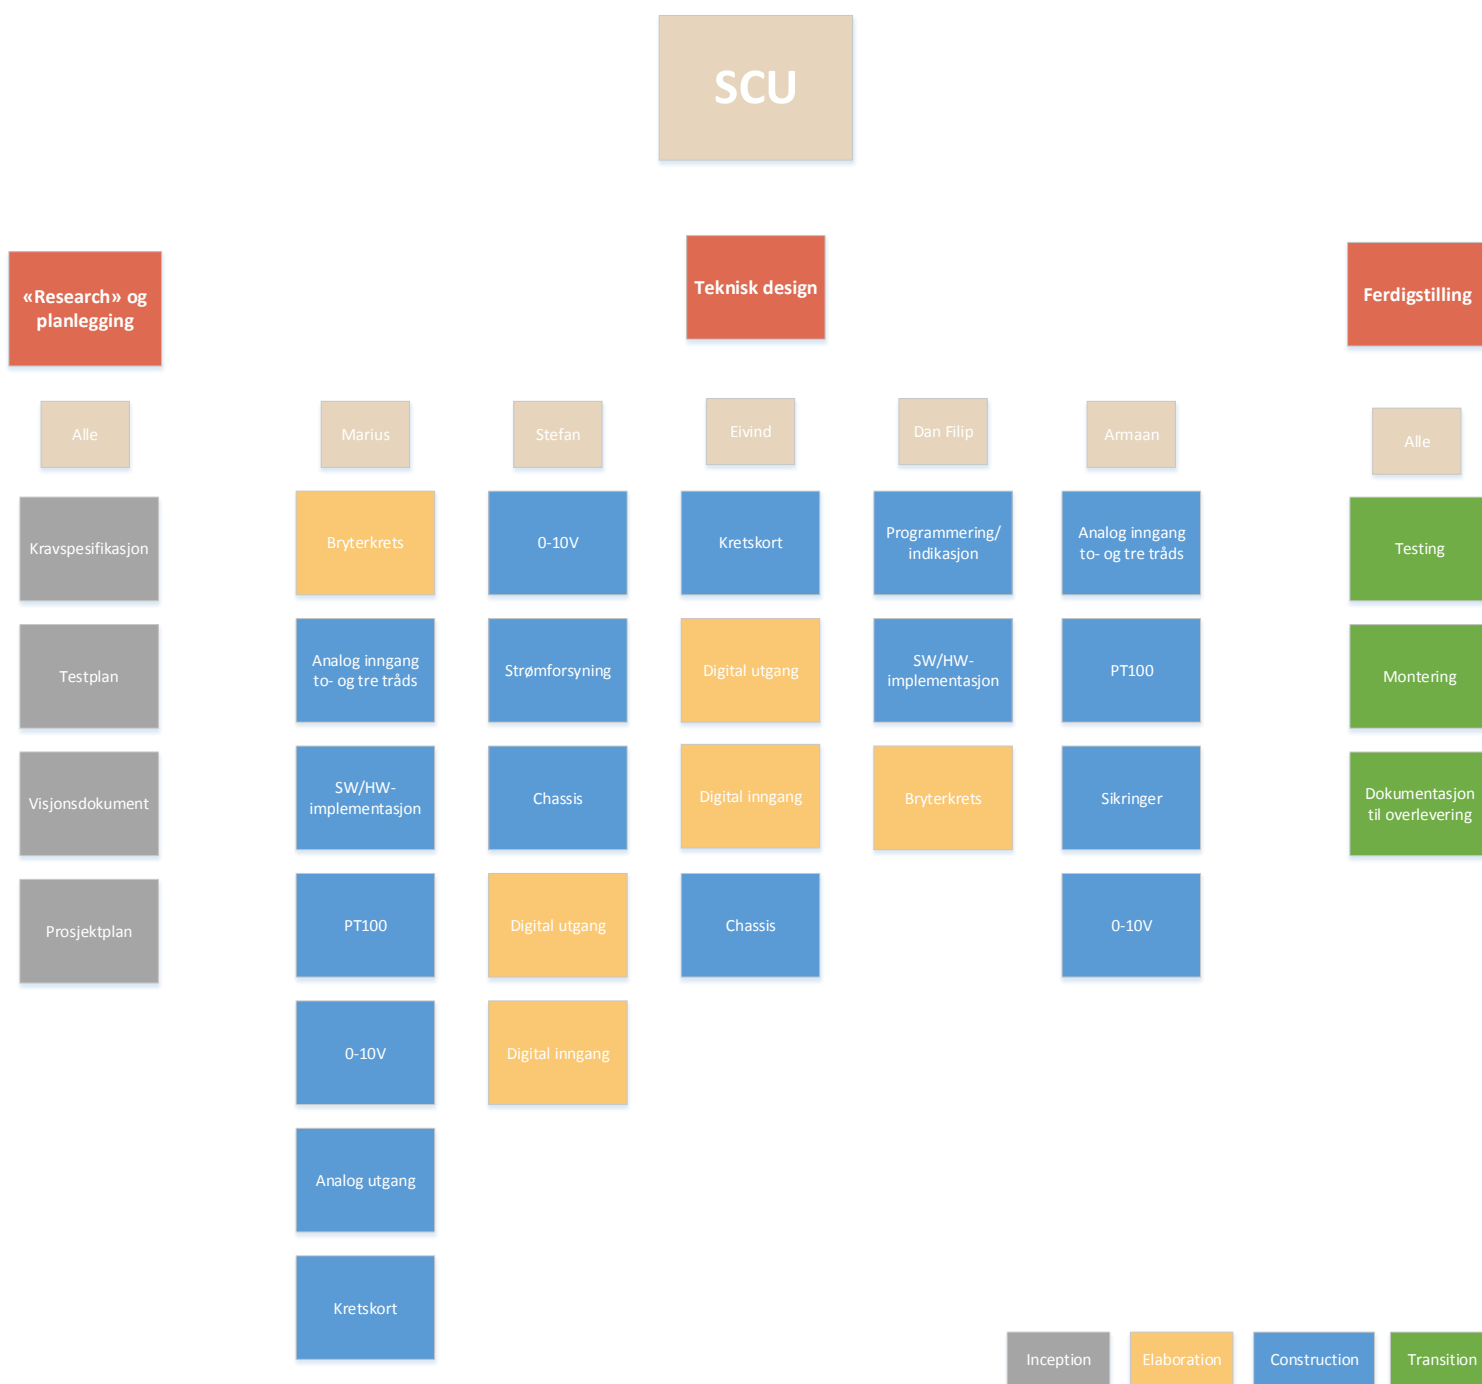 SCU
«Research» og
planlegging
Teknisk design
Ferdigstilling
Alle
Marius
Stefan
Eivind
Dan Filip
Armaan
Alle
Kravspesifikasjon
Testplan
Visjonsdokument
Prosjektplan
Bryterkrets
Analog inngang
to- og tre tråds
SW/HW-
implementasjon
PT100
0-10V
Analog utgang
Kretskort
0-10V
Strømforsyning
Chassis
Digital utgang
Digital inngang
Kretskort
Digital utgang
Digital inngang
Chassis
Programmering/
indikasjon
SW/HW-
implementasjon
Bryterkrets
Analog inngang
to- og tre tråds
PT100
Sikringer
0-10V
Testing
Montering
Dokumentasjon
til overlevering
Inception
Elaboration
Construction
Transition